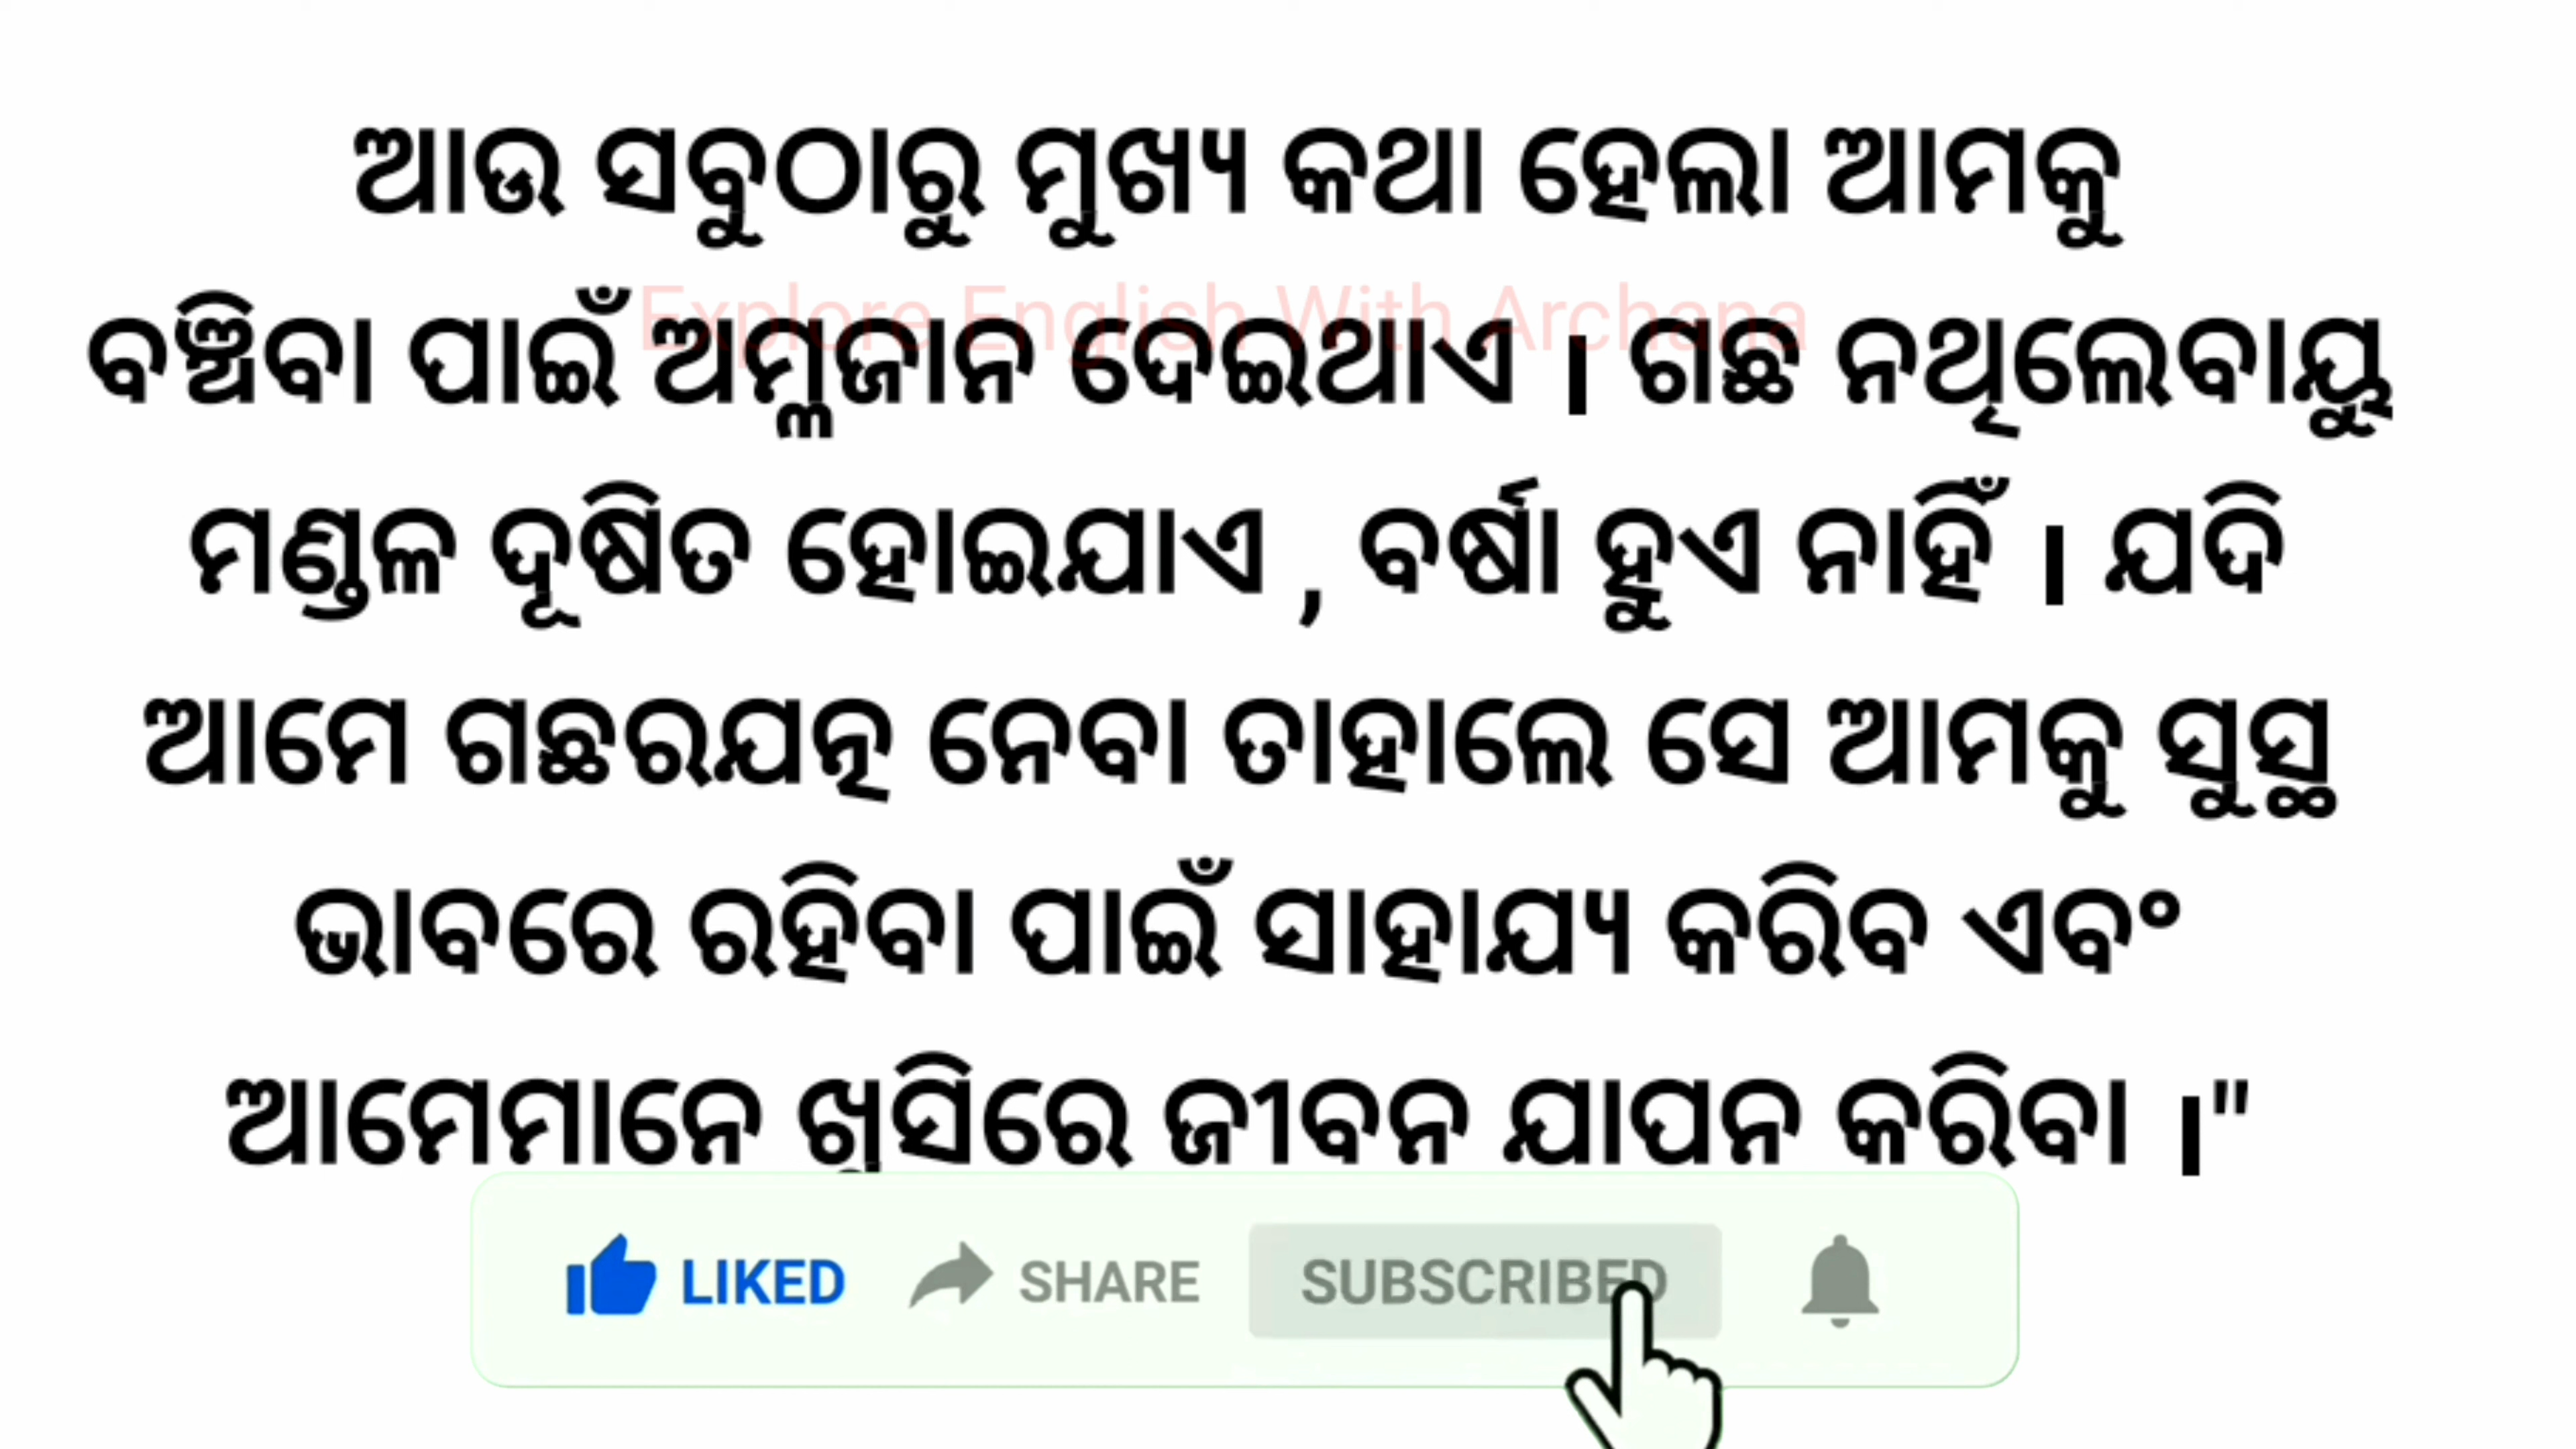 ଆଉ ସବୁଠାରୁ ମୁଖ୍ୟ କଥା ହେଲା ଆମକୁ
Explore English With Archana
ବଞ୍ଚିବା ପାଇଁ ଅମ୍ଳଜାନ ଦେଇଥାଏ । ଗଛ ନଥିଲେବାୟୁ
ମଣ୍ଡଳ ଦୂଷିତ ହୋଇଯାଏ , ବର୍ଷା ହୁଏ ନାହିଁ । ଯଦି
ଆମେ ଗଛରଯତ୍ନ ନେବା ତାହାଲେ ସେ ଆମକୁ ସୁସ୍ଥ
ଭାବରେ ରହିବା ପାଇଁ ସାହାଯ୍ୟ କରିବ ଏବଂ
ଆମେମାନେ ଖୁସିରେ ଜୀବନ ଯାପନ କରିବା ।"
LIKED SHARE SUBSCRIBED